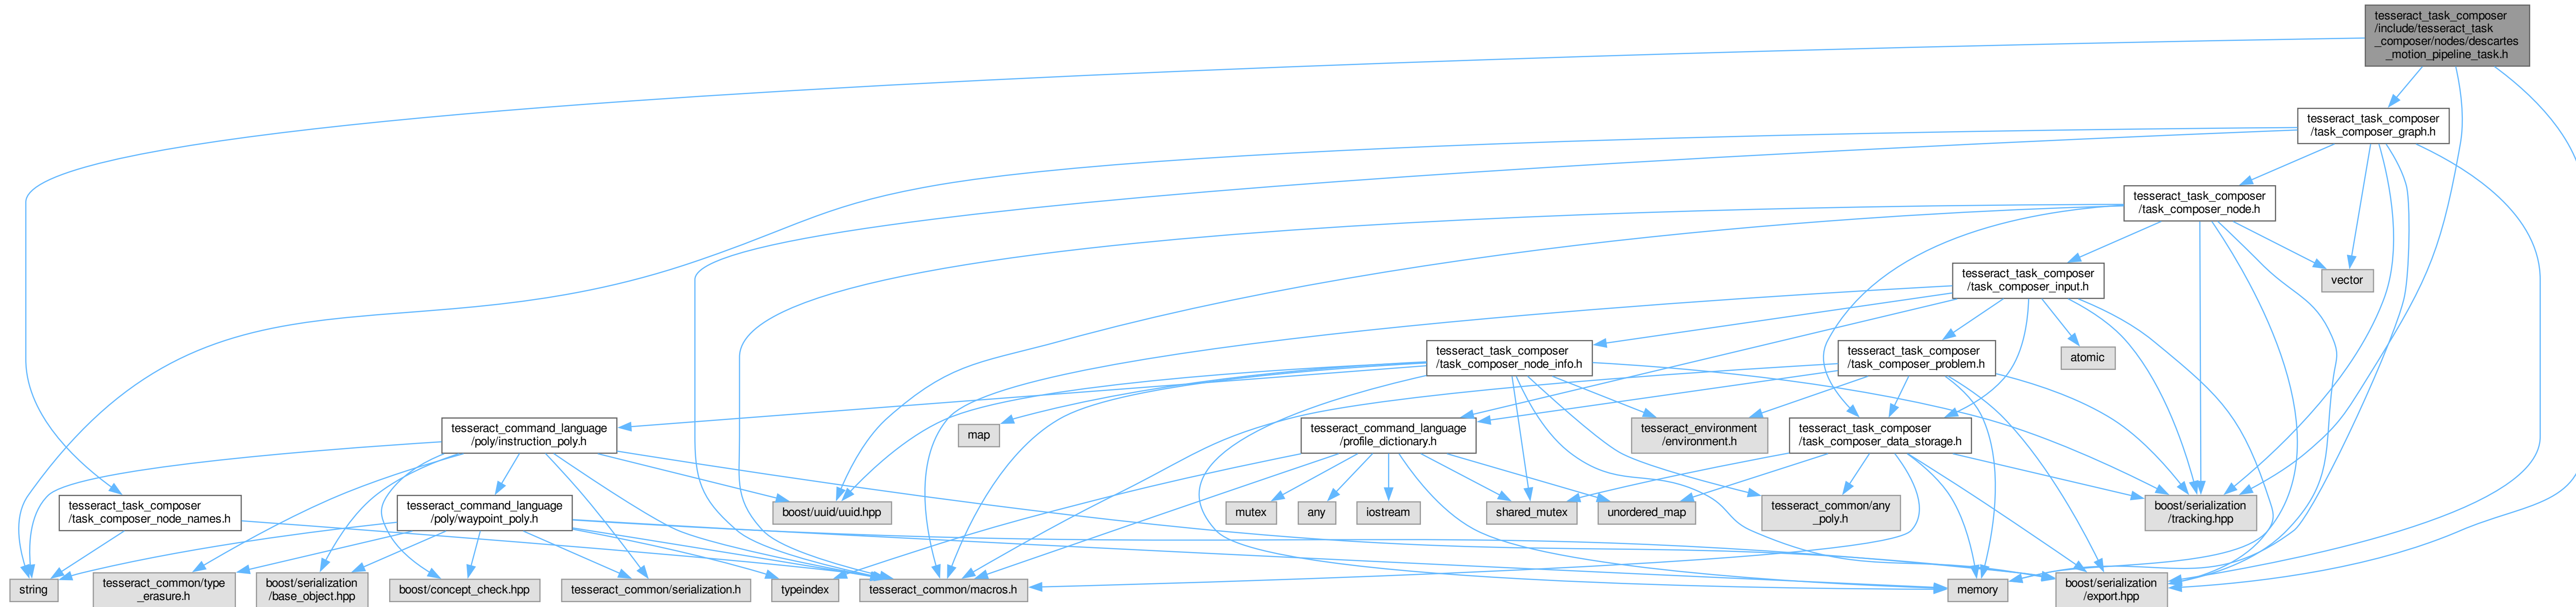 tesseract_task_composer
/include/tesseract_task
_composer/nodes/descartes
_motion_pipeline_task.h
tesseract_task_composer
/task_composer_graph.h
tesseract_task_composer
/task_composer_node.h
tesseract_task_composer
/task_composer_input.h
vector
tesseract_task_composer
/task_composer_node_info.h
tesseract_task_composer
/task_composer_problem.h
atomic
tesseract_command_language
/poly/instruction_poly.h
map
tesseract_command_language
/profile_dictionary.h
tesseract_environment
/environment.h
tesseract_task_composer
/task_composer_data_storage.h
tesseract_task_composer
/task_composer_node_names.h
tesseract_command_language
/poly/waypoint_poly.h
boost/uuid/uuid.hpp
mutex
any
iostream
shared_mutex
unordered_map
tesseract_common/any
_poly.h
boost/serialization
/tracking.hpp
string
tesseract_common/type
_erasure.h
boost/serialization
/base_object.hpp
boost/concept_check.hpp
tesseract_common/serialization.h
typeindex
tesseract_common/macros.h
memory
boost/serialization
/export.hpp